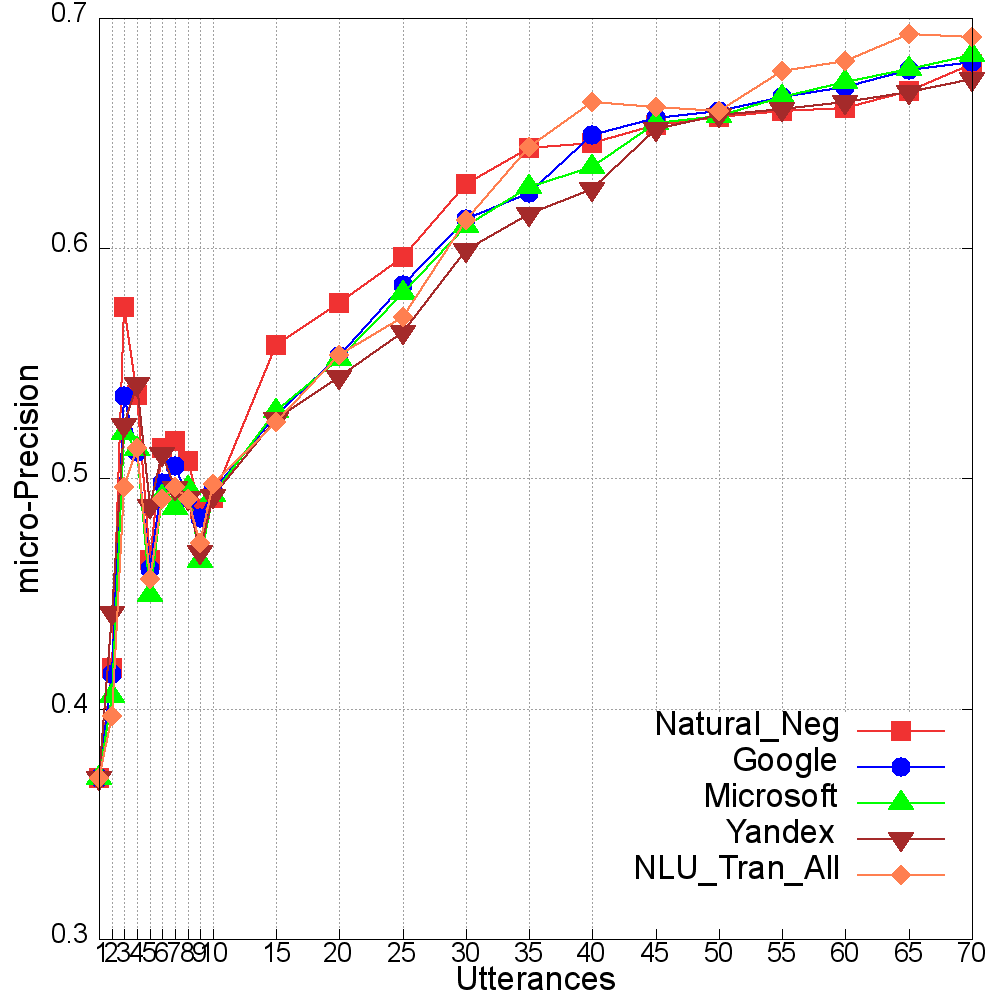 0.7
0.6
0.5
0.4
0.3
micro-Precision
Natural_Neg
Google
Microsoft
Yandex
NLU_Tran_All
1 2 3 4 5 6 7 8 9 10 15 20 25 30 35 40 45 50 55 60 65 70
Utterances